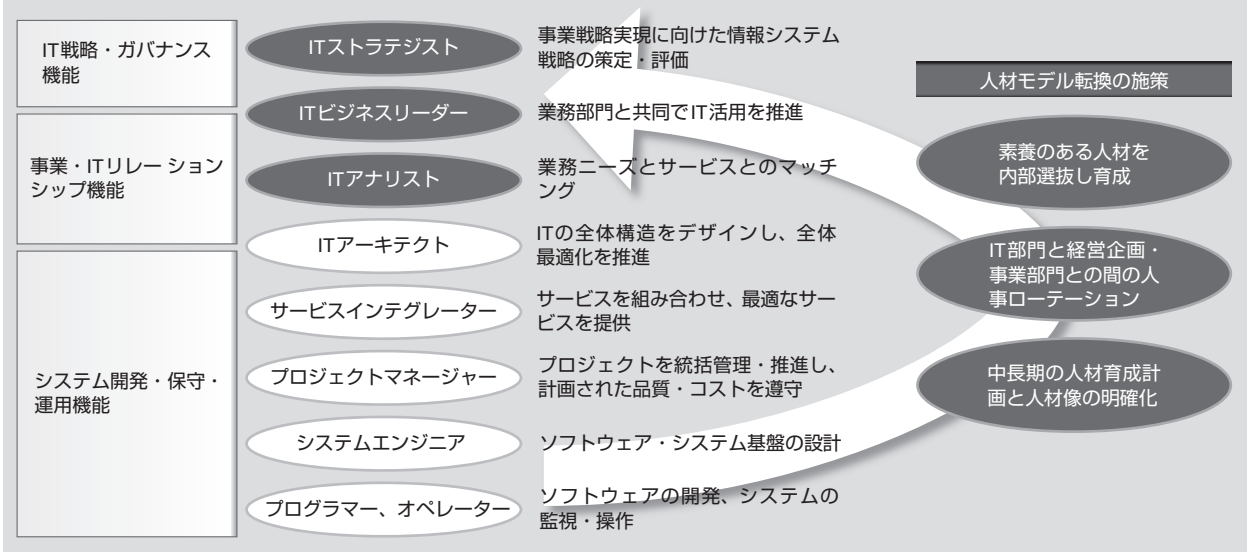 IT戦略・ガバナンス
機能
ITストラテジスト
事業戦略実現に向けた情報システム
戦略の策定・評価
ITビジネスリーダー
業務部門と共同でIT活用を推進
事業・ITリレーション
シップ機能
ITアナリスト
業務ニーズとサービスとのマッチ
ング
ITアーキテクト
ITの全体構造をデザインし、全体
最適化を推進
システム開発・保守・
運用機能
サービスインテグレーター
サービスを組み合わせ、最適なサー
ビスを提供
プロジェクトマネージャー
プロジェクトを統括管理・推進し、
計画された品質・コストを遵守
システムエンジニア
ソフトウェア・システム基盤の設計
プログラマー、オペレーター
ソフトウェアの開発、システムの
監視・操作
人材モデル転換の施策
素養のある人材を
内部選抜し育成
IT部門と経営企画・
事業部門との間の人
事ローテーション
中長期の人材育成計
画と人材像の明確化